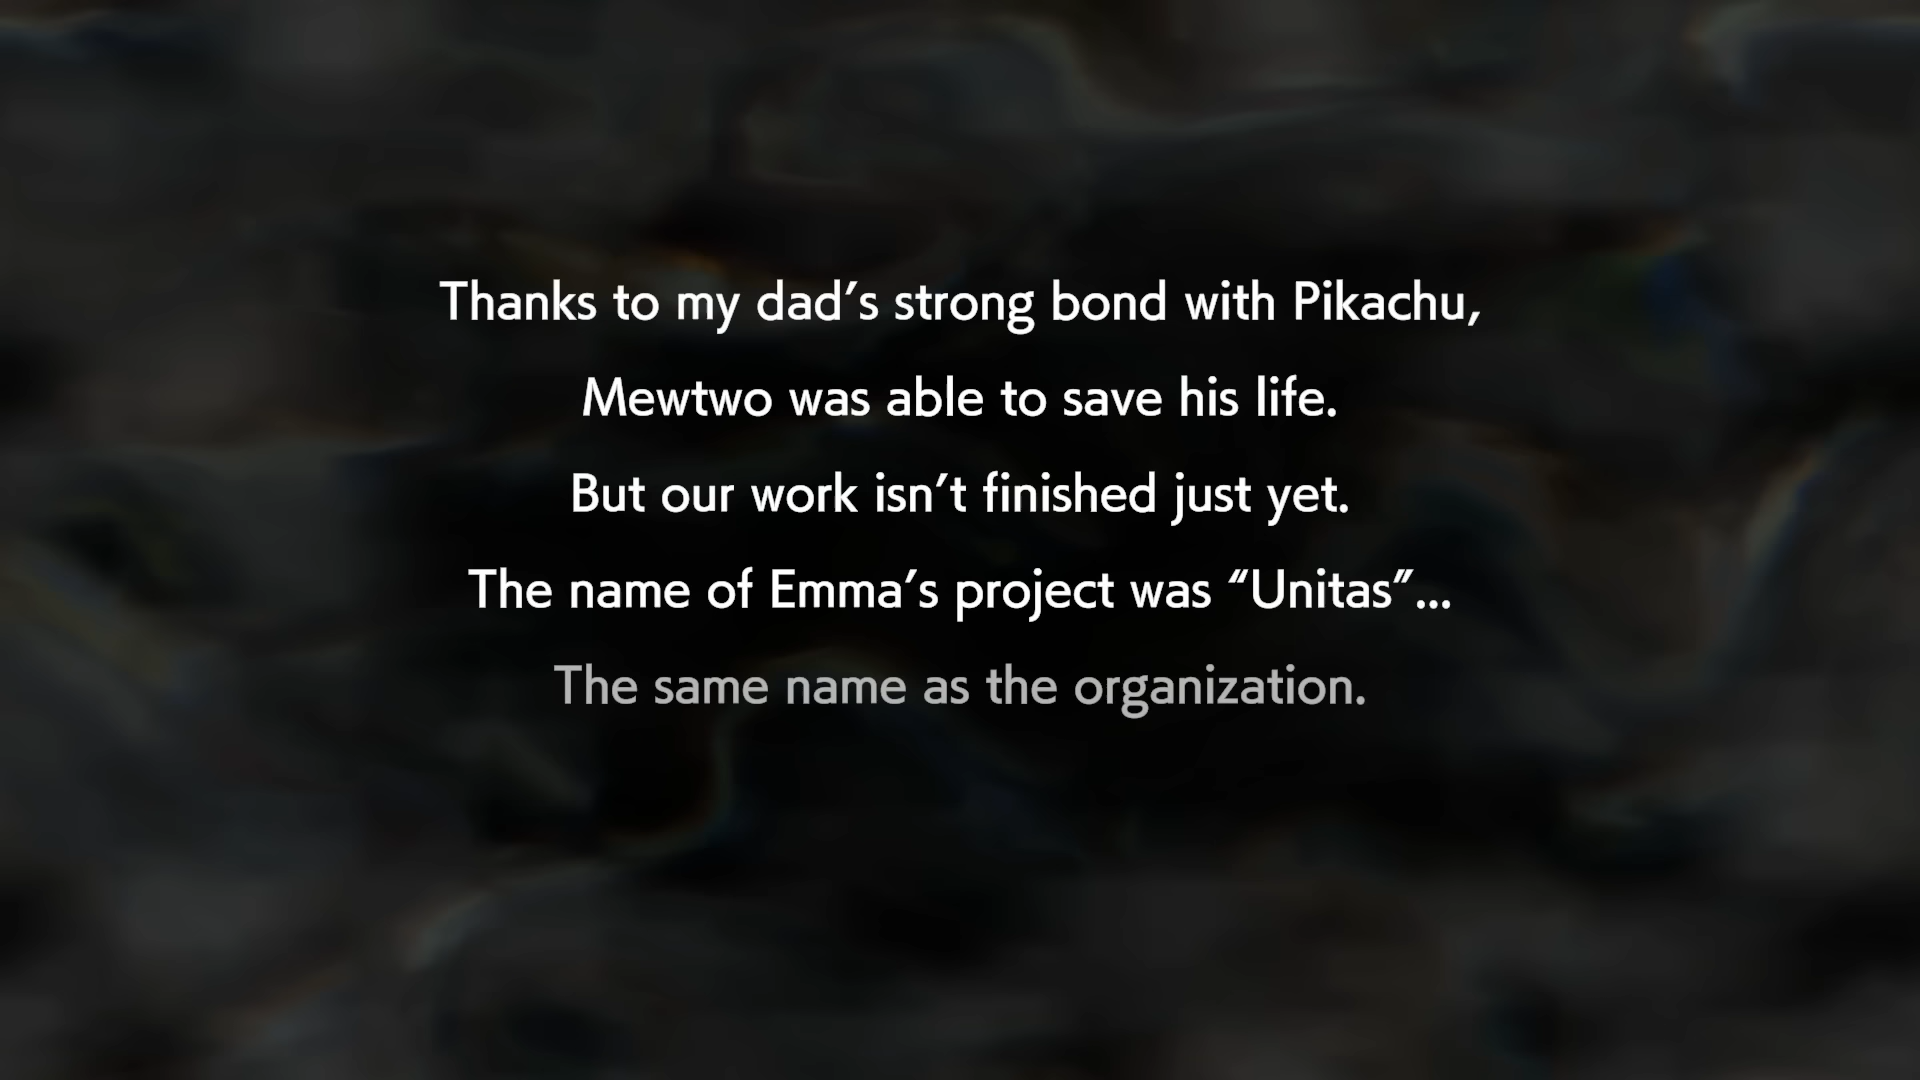 Thanks to my dad’s strong bond with Pikachu,
Mewtwo was able to save his life.
But our work isn’t finished just yet.
The name of Emma’s project was “Unitas”...
The same name as the organization.